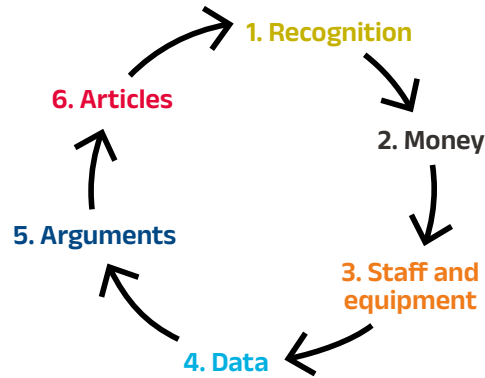 1. Recognition
2. Money
3. Staff and
equipment
4. Data
5. Arguments
6. Articles